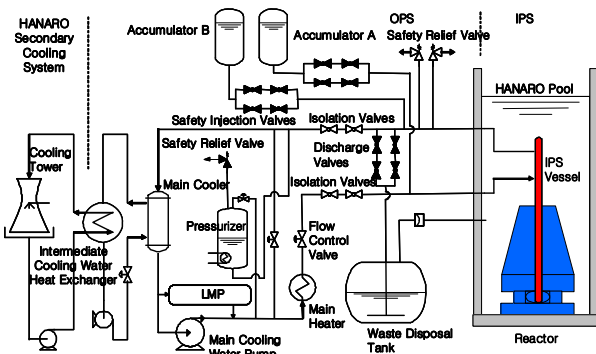 HANARO
Secondary
Cooling
System
Accumulator B
Accumulator A
OPS
IPS
Safety Relief Valve
HANARO Pool
Safety Injection Valves
Isolation Valves
Safety Relief Valve
Discharge
Valves
Cooling
Tower
Main Cooler
Isolation Valves
IPS
Vessel
Pressurizer
Flow
Control
Valve
Intermediate
Cooling Water
Heat Exchanger
LMP
Main
Heater
Main Cooling
Water Pump
Waste Disposal
Tank
Reactor